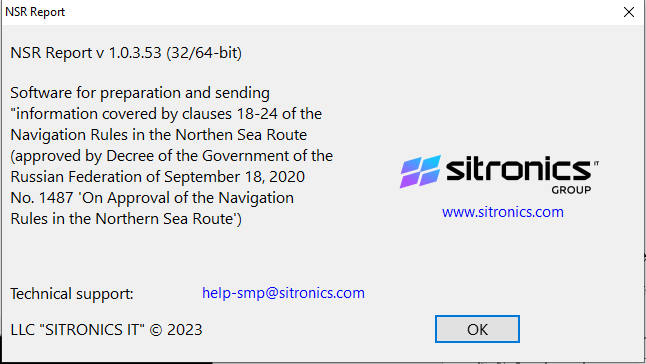 NSR Report
NSR Report v 1.0.3.53 (32/64-bit)
Software for preparation and sending
"information covered by clauses 18-24 of the
Navigation Rules in the Northen Sea Route
(approved by Decree of the Government of the
Russian Federation of September 18, 2020
No. 1487 'On Approval of the Navigation
Rules in the Northern Sea Route')
sitronics IT
GROUP
www.sitronics.com
Technical support: help-smp@sitronics.com
LLC "SITRONICS IT" © 2023
OK